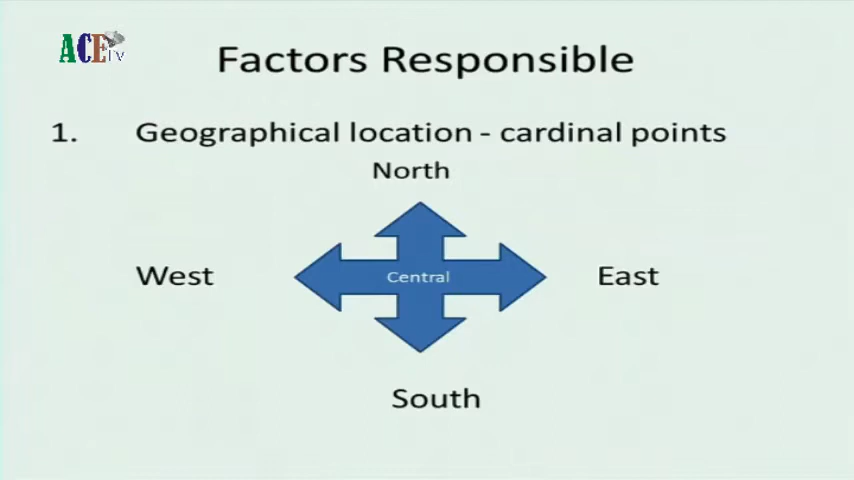 ACE TV
Factors Responsible
1. Geographical location - cardinal points
North
West
Central
East
South